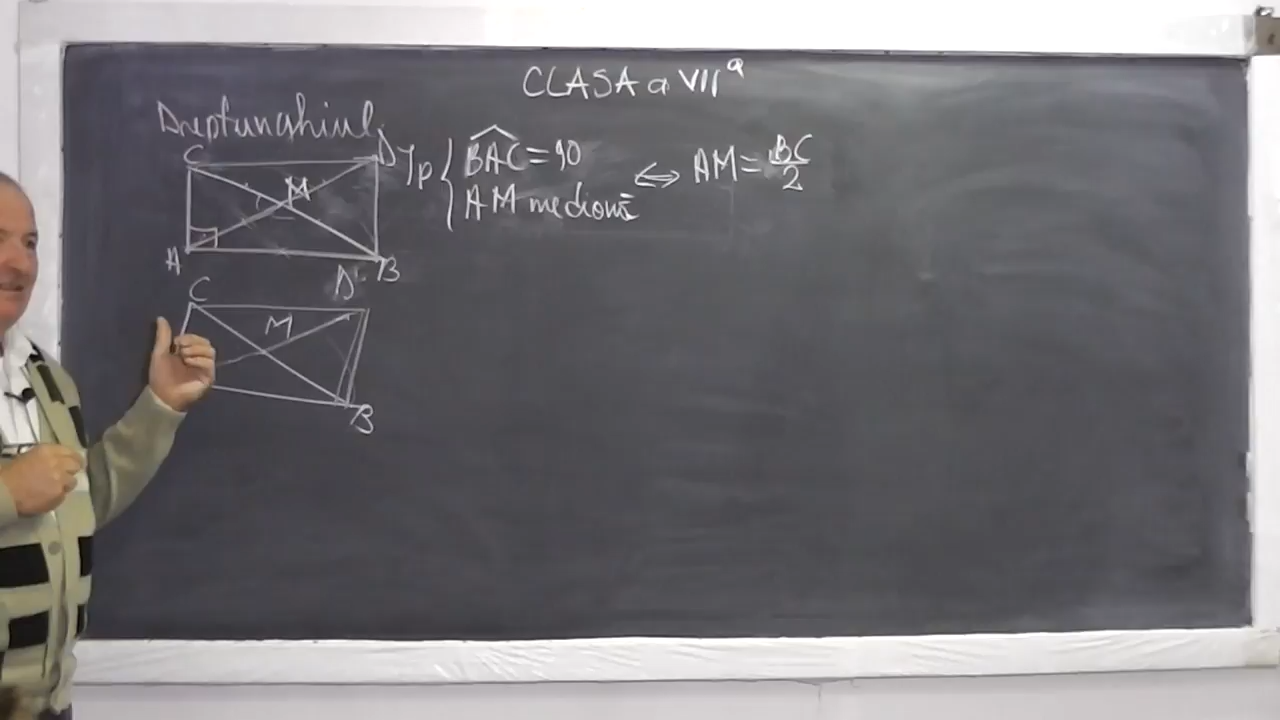 CLASA a VII a
Dreptunghiul
C D
M
A B
Ip { BAC = 90
AM mediană
⇔ AM = BC/2
C D
M
B